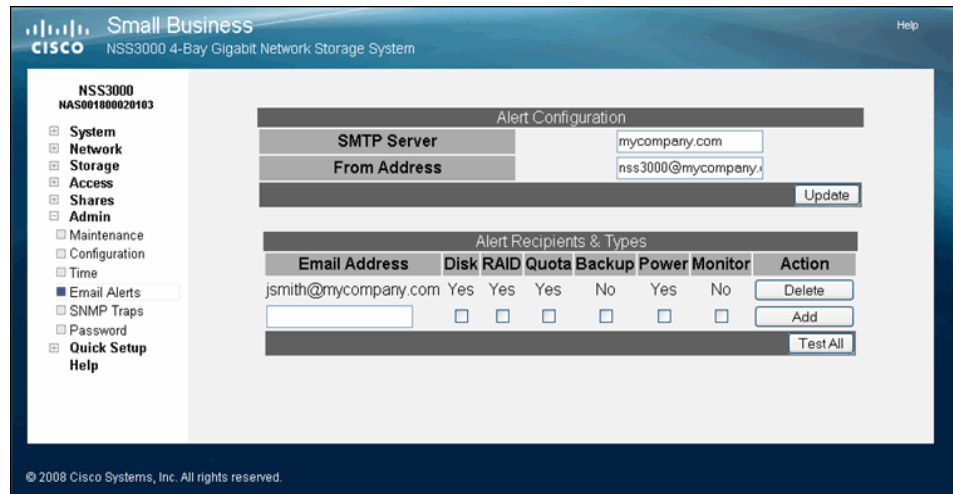 Small Business
Help
CISCO NSS3000 4-Bay Gigabit Network Storage System
NSS3000
NAS001800020103
System
Network
Storage
Access
Shares
Admin
Maintenance
Configuration
Time
Email Alerts
SNMP Traps
Password
Quick Setup
Help
Alert Configuration
SMTP Server mycompany.com
From Address nss3000@mycompany.
Update
Alert Recipients & Types
Email Address Disk RAID Quota Backup Power Monitor Action
jsmith@mycompany.com Yes Yes Yes No Yes No Delete
Add
Test All
© 2008 Cisco Systems, Inc. All rights reserved.